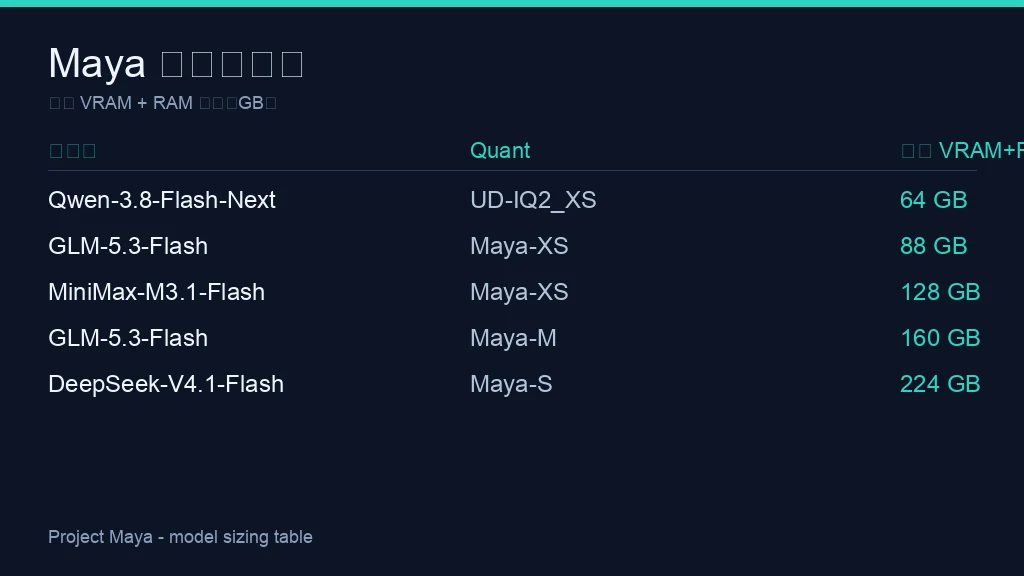 Maya
VRAM + RAM GB
Quant VRAM+
Qwen-3.8-Flash-Next UD-IQ2_XS 64 GB
GLM-5.3-Flash Maya-XS 88 GB
MiniMax-M3.1-Flash Maya-XS 128 GB
GLM-5.3-Flash Maya-M 160 GB
DeepSeek-V4.1-Flash Maya-S 224 GB
Project Maya - model sizing table